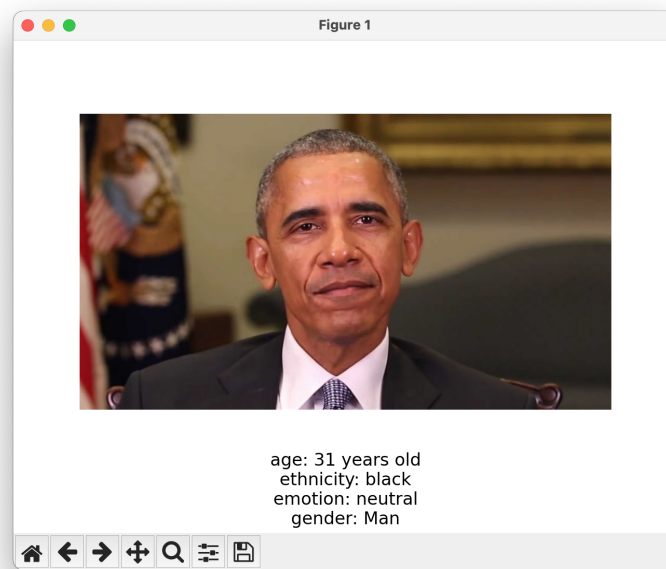 Figure 1
age: 31 years old
ethnicity: black
emotion: neutral
gender: Man